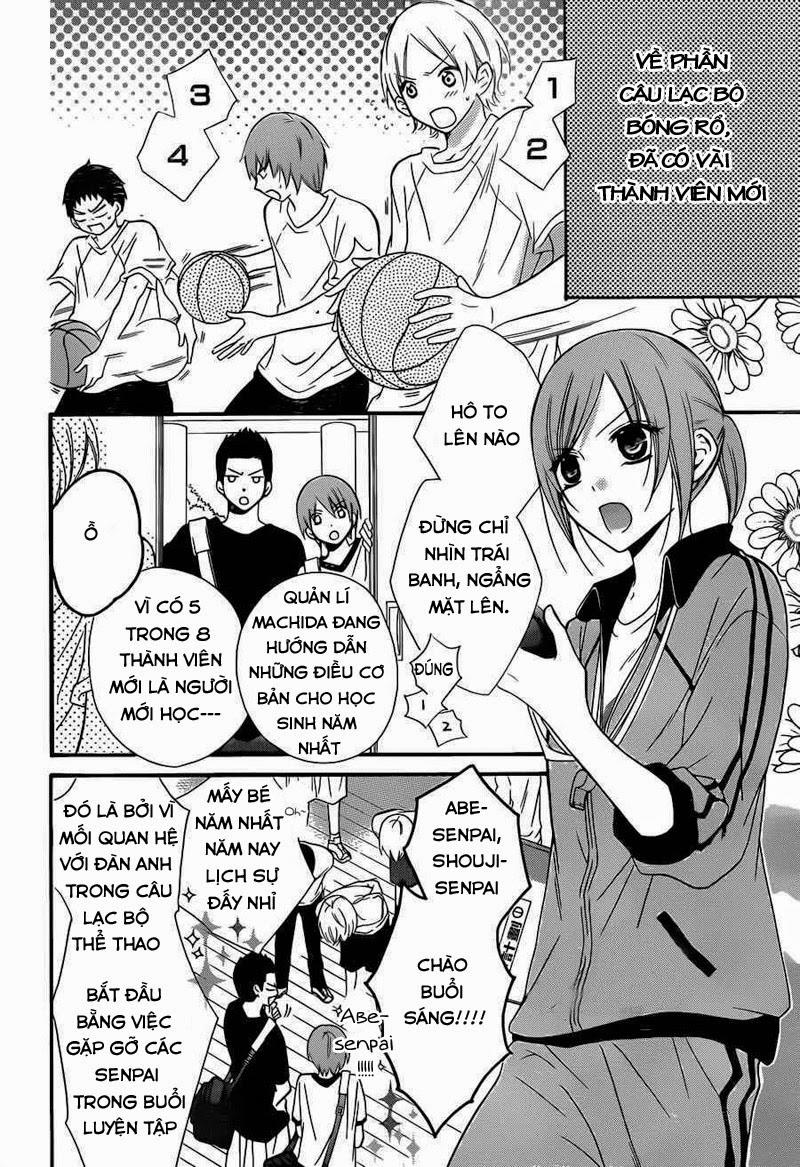 VỀ PHẦN
CÂU LẠC BỘ
BÓNG RỔ,
ĐÃ CÓ VÀI
THÀNH VIÊN MỚI
1
2
3
4
HÔ TO
LÊN NÀO
ĐỪNG CHỈ
NHÌN TRÁI
BANH, NGẨNG
MẶT LÊN.
ĐÚNG
1
2
QUẢN LÍ
MACHIDA ĐANG
HƯỚNG DẪN
NHỮNG ĐIỀU CƠ
BẢN CHO HỌC
SINH NĂM
NHẤT
VÌ CÓ 5
TRONG 8
THÀNH VIÊN
MỚI LÀ NGƯỜI
MỚI HỌC---
Ồ
ABE-
SENPAI,
SHOUJI-
SENPAI
CHÀO
BUỔI
SÁNG!!!!
計劃①
Oh~
MẤY BÉ
NĂM NHẤT
NĂM NAY
LỊCH SỰ
ĐẤY NHỈ
Abe-
senpai
!!!!!
ĐÓ LÀ BỞI VÌ
MỐI QUAN HỆ
VỚI ĐÀN ANH
TRONG CÂU
LẠC BỘ
THỂ THAO
BẮT ĐẦU
BẰNG VIỆC
GẶP GỠ CÁC
SENPAI
TRONG BUỔI
LUYỆN TẬP